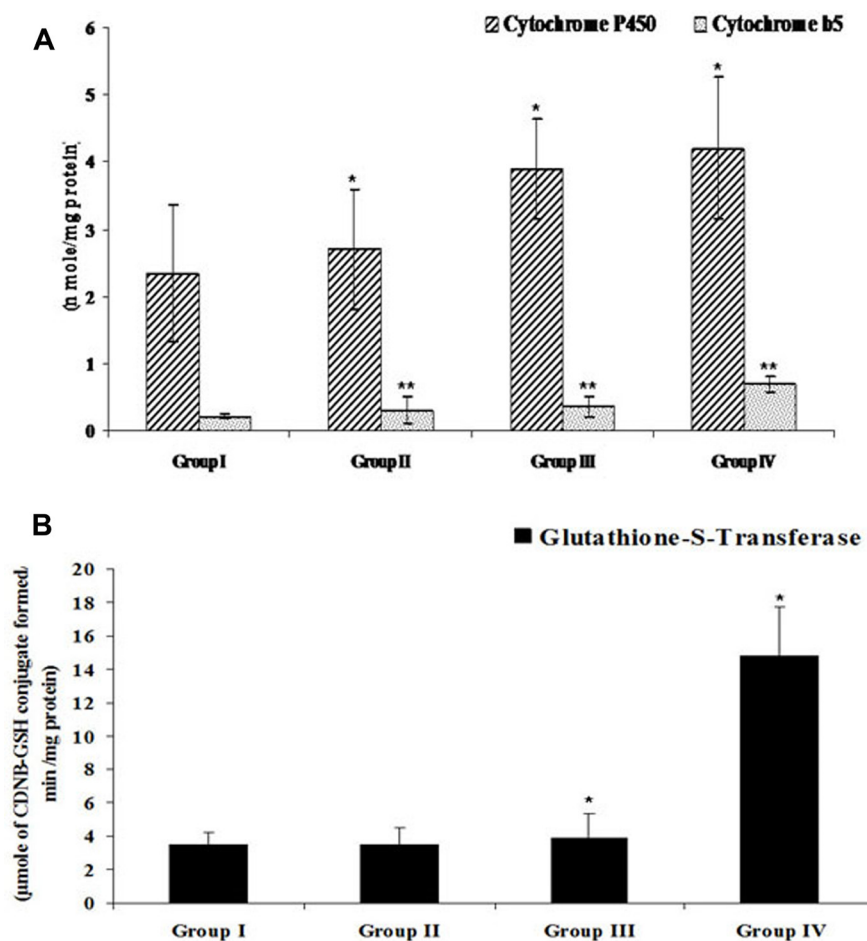 A
Cytochrome P450 Cytochrome b5
(n mole/mg protein)
6
5
4
3
2
1
0
*
*
*
**
**
**
Group I Group II Group III Group IV
B
Glutathione-S-Transferase
(µmole of CDNB-GSH conjugate formed/
min /mg protein)
20
18
16
14
12
10
8
6
4
2
0
*
*
Group I Group II Group III Group IV